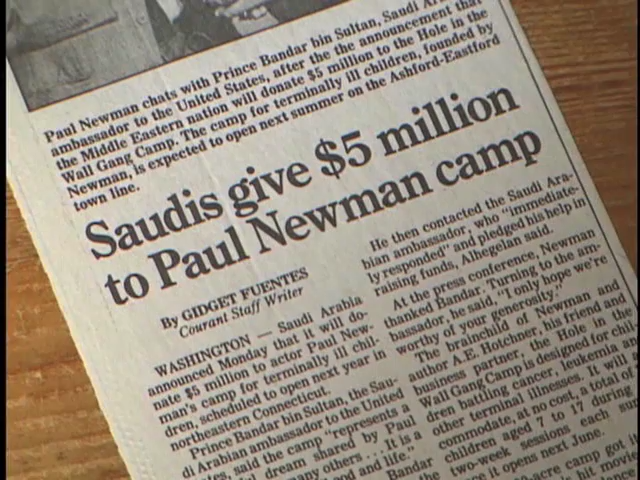 Paul Newman chats with Prince Bandar bin Sultan, Saudi
ambassador to the United States, after the the announcement that
the Middle Eastern nation will donate $5 million to the Hole in the
Wall Gang Camp. The camp for terminally ill children, founded by
Newman, is expected to open next summer on the Ashford-Eastford
town line.
Saudis give $5 million
to Paul Newman camp
By GIDGET FUENTES
Courant Staff Writer
WASHINGTON — Saudi Arabia
announced Monday that it will do-
nate $5 million to actor Paul New-
man's camp for terminally ill chil-
dren, scheduled to open next year in
northeastern Connecticut.
Prince Bandar bin Sultan, the Sau-
di Arabian ambassador to the United
said the camp "represents a
dream shared by Paul
many others . . . It is a
and life."
Bandar
He then contacted the Saudi Ara-
bian ambassador, who "immediate-
ly responded" and pledged his help in
raising funds, Alhegelan said.
At the press conference, Newman
thanked Bandar. Turning to the am-
bassador, he said, "I only hope we're
worthy of your generosity."
The brainchild of Newman and
author A.E. Hotchner, his friend and
business partner, the Hole in the
Wall Gang Camp is designed for chil
dren battling cancer, leukemia
other terminal illnesses. It will
commodate, at no cost, a total of
children aged 7 to 17 during
two-week sessions each
it opens next June.
camp got
movi